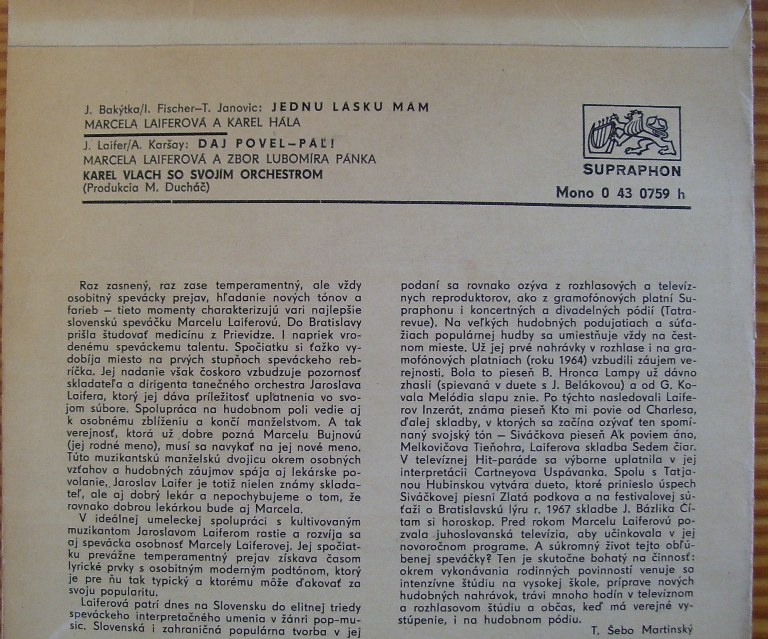 J. Bakýtka/I. Fischer–T. Janovic: JEDNU LASKU MAM
MARCELA LAIFEROVÁ A KAREL HÁLA
J. Laifer/A. Karšay: DAJ POVEL–PÁĽ!
MARCELA LAIFEROVÁ A ZBOR LUBOMÍRA PÁNKA
KAREL VLACH SO SVOJÍM ORCHESTROM
(Produkcia M. Ducháč)
SUPRAPHON
Mono 0 43 0759 h
Raz zasnený, raz zase temperamentný, ale vždy
osobitný spevácky prejav, hľadanie nových tónov a
farieb – tieto momenty charakterizujú vari najlepšie
slovenskú speváčku Marcelu Laiferovú. Do Bratislavy
prišla študovať medicínu z Prievidze. I napriek vro-
denému speváckemu talentu. Spočiatku si ťažko vy-
dobíja miesto na prvých stupňoch speváckeho reb-
ríčka. Jej nadanie však čoskoro vzbudzuje pozornosť
skladateľa a dirigenta tanečného orchestra Jaroslava
Laifera, ktorý jej dáva príležitosť uplatnenia vo svo-
jom súbore. Spolupráca na hudobnom poli vedie aj
k osobnému zblíženiu a končí manželstvom. A tak
verejnosť, ktorá už dobre pozná Marcelu Bujnovú
(jej rodné meno), musí sa navykať na jej nové meno.
Túto muzikantskú manželskú dvojicu okrem osobných
vzťahov a hudobných záujmov spája aj lekárske po-
volanie. Jaroslav Laifer je totiž nielen známy sklada-
teľ, ale aj dobrý lekár a nepochybujeme o tom, že
rovnako dobrou lekárkou bude aj Marcela.
V ideálnej umeleckej spolupráci s kultivovaným
muzikantom Jaroslavom Laiferom rastie a rozvíja sa
aj spevácka osobnosť Marcely Laiferovej. Jej spočiat-
ku prevážne temperamentný prejav získava časom
lyrické prvky s osobitným moderným podtónom, ktorý
je pre ňu tak typický a ktorému môže ďakovať za
svoju popularitu.
Laiferová patrí dnes na Slovensku do elitnej triedy
speváckeho interpretačného umenia v žánri pop-mu-
sic. Slovenská i zahraničná populárna tvorba v jej
podaní sa rovnako ozýva z rozhlasových a televíz-
nych reproduktorov, ako z gramofónových platní Su-
praphonu i koncertných a divadelných pódií (Tatra-
revue). Na veľkých hudobných podujatiach a súťa-
žiach populárnej hudby sa umiestňuje vždy na čest-
nom mieste. Už jej prvé nahrávky v rozhlase i na gra-
mofónových platniach (roku 1964) vzbudili záujem ve-
rejnosti. Bola to pieseň B. Hronca Lampy už dávno
zhasli (spievaná v duete s J. Belákovou) a od G. Ko-
vala Melódia slapu znie. Po týchto nasledovali Laife-
rov Inzerát, známa pieseň Kto mi povie od Charlesa,
ďalej skladby, v ktorých sa začína ozývať ten spomí-
naný svojský tón – Siváčkova pieseň Ak poviem áno,
Melkovičova Tieňohra, Laiferova skladba Sedem čiar.
V televíznej Hit-paráde sa výborne uplatnila v jej
interpretácii Cartneyova Uspávanka. Spolu s Tatja-
nou Hubinskou vytvára dueto, ktoré prinieslo úspech
Siváčkovej piesni Zlatá podkova a na festivalovej sú-
ťaži o Bratislavskú lýru r. 1967 skladbe J. Bázlika Čí-
tam si horoskop. Pred rokom Marcelu Laiferovú po-
zvala juhoslovanská televízia, aby účinkovala v jej
novoročnom programe. A súkromný život tejto obľú-
benej speváčky? Ten je skutočne bohatý na činnosť:
okrem vykonávania rodinných povinností venuje sa
intenzívne štúdiu na vysokej škole, príprave nových
hudobných nahrávok, trávi mnoho hodín v televíznom
a rozhlasovom štúdiu a občas, keď má verejné vy-
stúpenie, i na hudobnom pódiu.
T. Šebo Martinský